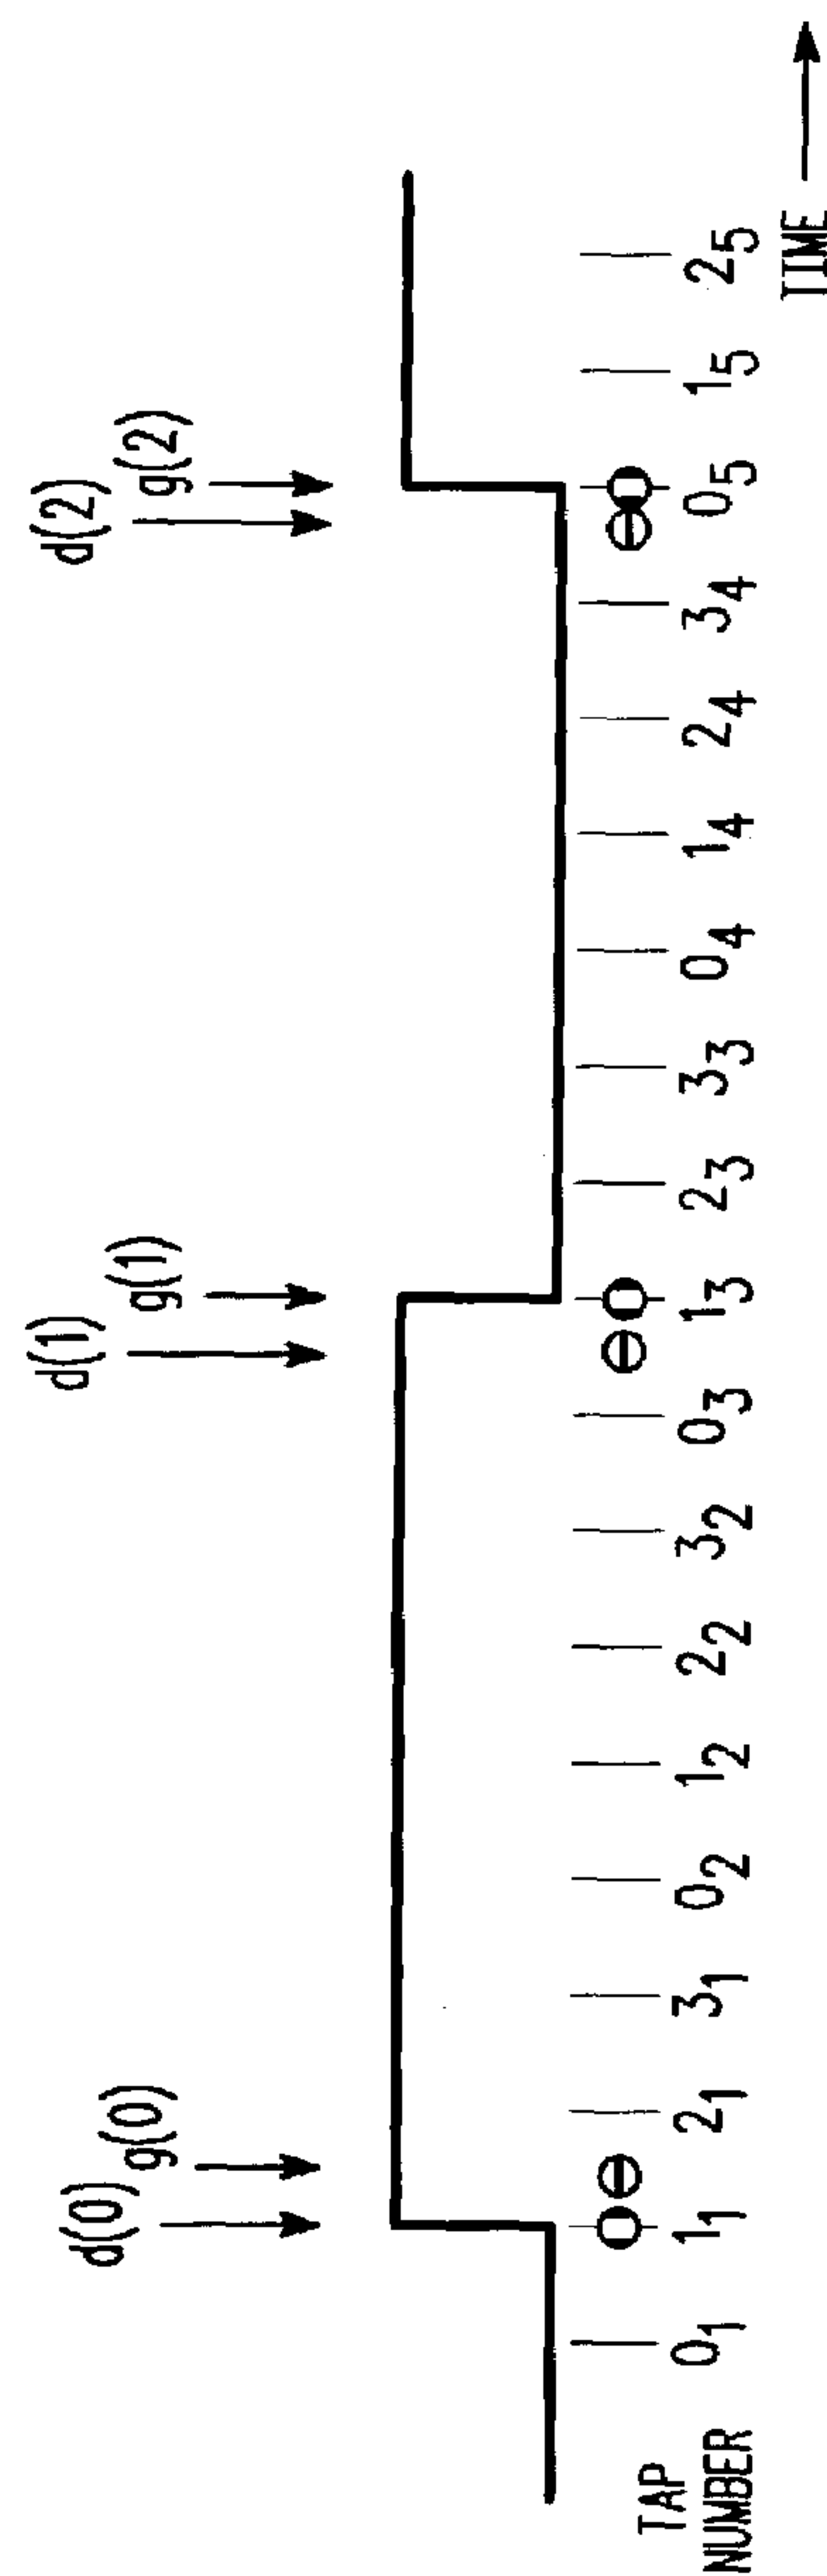 d(0) d(1) d(2)
g(0) g(1) g(2)
TAP NUMBER 0₁ 1₁ 2₁ 3₁ 0₂ 1₂ 2₂ 3₂ 0₃ 1₃ 2₃ 3₃ 0₄ 1₄ 2₄ 3₄ 0₅ 1₅ 2₅
TIME